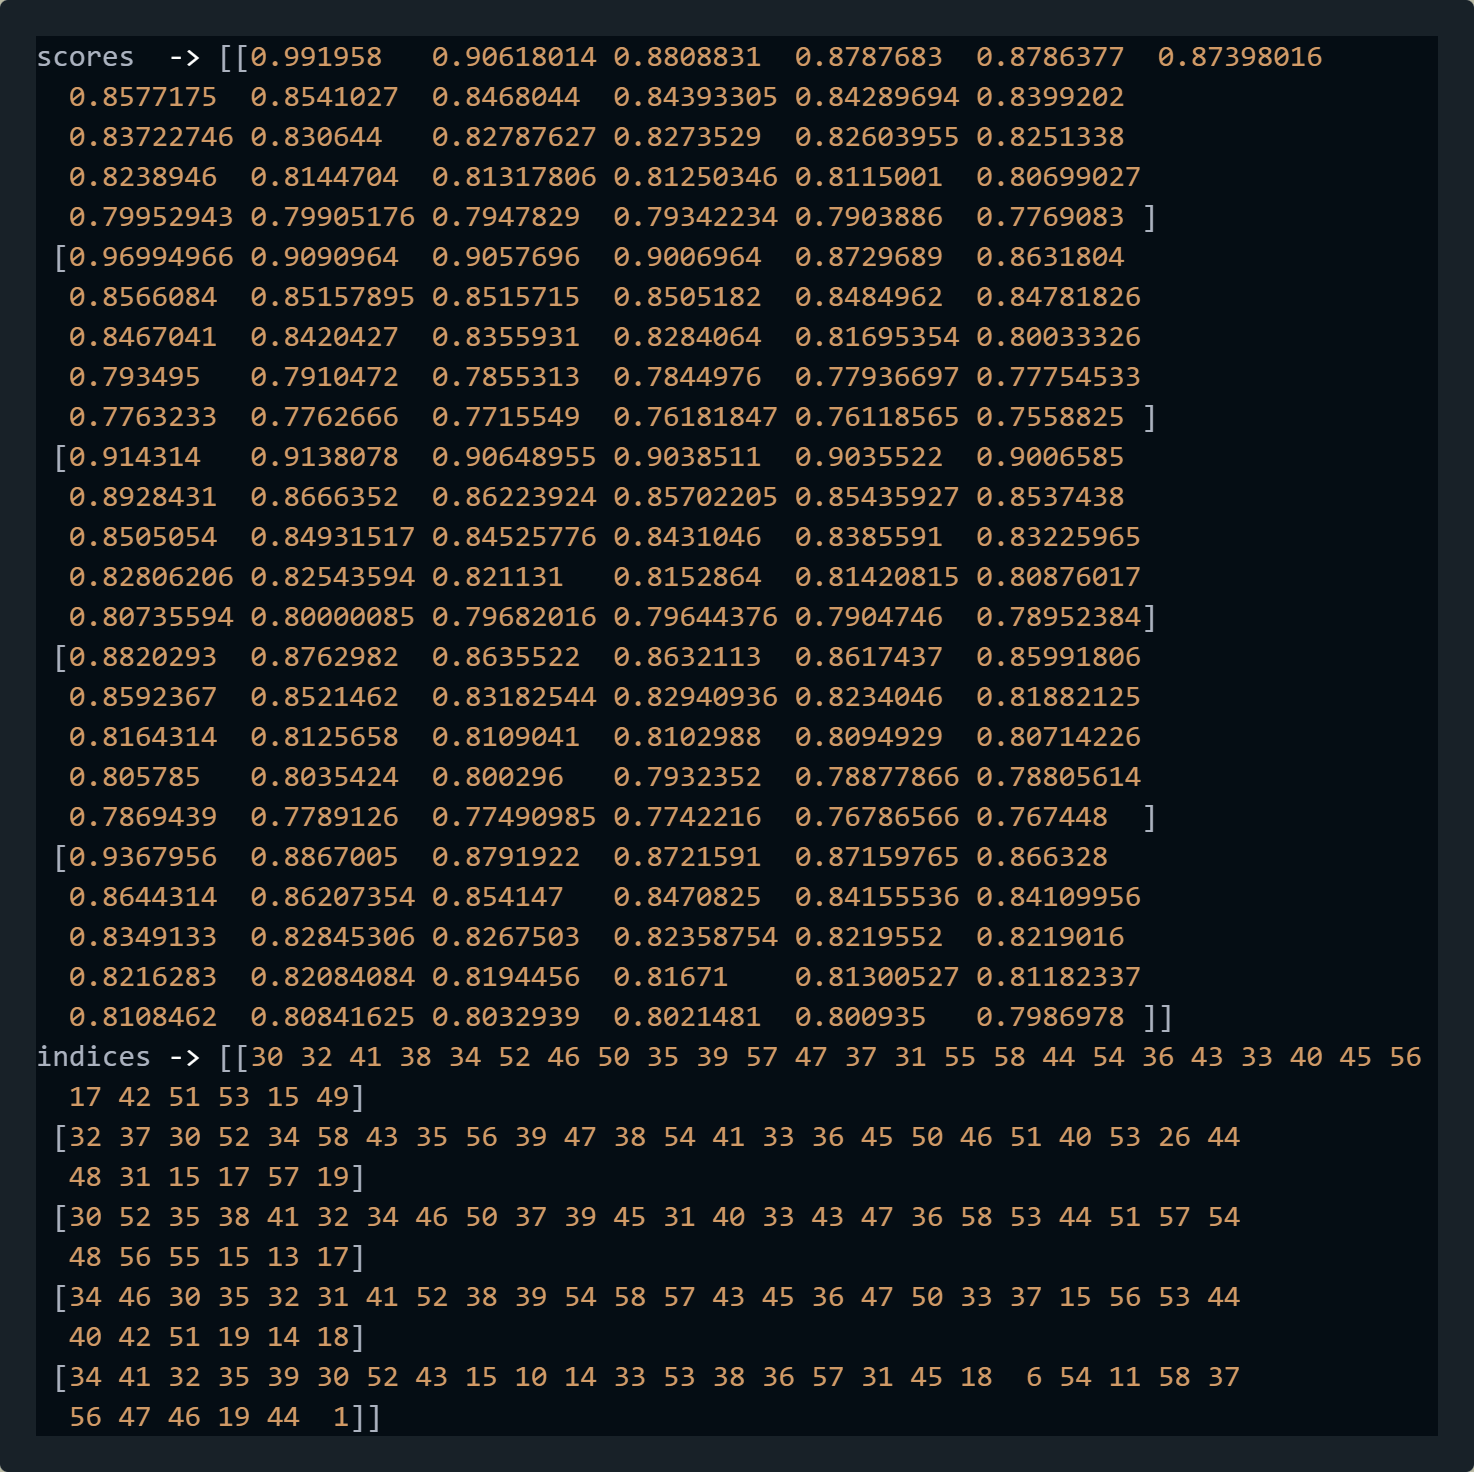 scores  -> [[0.991958   0.90618014 0.8808831  0.8787683  0.8786377  0.87398016
  0.8577175  0.8541027  0.8468044  0.84393305 0.84289694 0.8399202
  0.83722746 0.830644   0.82787627 0.8273529  0.82603955 0.8251338
  0.8238946  0.8144704  0.81317806 0.81250346 0.8115001  0.80699027
  0.79952943 0.79905176 0.7947829  0.79342234 0.7903886  0.7769083 ]
 [0.96994966 0.9090964  0.9057696  0.9006964  0.8729689  0.8631804
  0.8566084  0.85157895 0.8515715  0.8505182  0.8484962  0.84781826
  0.8467041  0.8420427  0.8355931  0.8284064  0.81695354 0.80033326
  0.793495   0.7910472  0.7855313  0.7844976  0.77936697 0.77754533
  0.7763233  0.7762666  0.7715549  0.76181847 0.76118565 0.7558825 ]
 [0.914314   0.9138078  0.90648955 0.9038511  0.9035522  0.9006585
  0.8928431  0.8666352  0.86223924 0.85702205 0.85435927 0.8537438
  0.8505054  0.84931517 0.84525776 0.8431046  0.8385591  0.83225965
  0.82806206 0.82543594 0.821131   0.8152864  0.81420815 0.80876017
  0.80735594 0.80000085 0.79682016 0.79644376 0.7904746  0.78952384]
 [0.8820293  0.8762982  0.8635522  0.8632113  0.8617437  0.85991806
  0.8592367  0.8521462  0.83182544 0.82940936 0.8234046  0.81882125
  0.8164314  0.8125658  0.8109041  0.8102988  0.8094929  0.80714226
  0.805785   0.8035424  0.800296   0.7932352  0.78877866 0.78805614
  0.7869439  0.7789126  0.77490985 0.7742216  0.76786566 0.767448  ]
 [0.9367956  0.8867005  0.8791922  0.8721591  0.87159765 0.866328
  0.8644314  0.86207354 0.854147   0.8470825  0.84155536 0.84109956
  0.8349133  0.82845306 0.8267503  0.82358754 0.8219552  0.8219016
  0.8216283  0.82084084 0.8194456  0.81671    0.81300527 0.81182337
  0.8108462  0.80841625 0.8032939  0.8021481  0.800935   0.7986978 ]]
indices -> [[30 32 41 38 34 52 46 50 35 39 57 47 37 31 55 58 44 54 36 43 33 40 45 56
  17 42 51 53 15 49]
 [32 37 30 52 34 58 43 35 56 39 47 38 54 41 33 36 45 50 46 51 40 53 26 44
  48 31 15 17 57 19]
 [30 52 35 38 41 32 34 46 50 37 39 45 31 40 33 43 47 36 58 53 44 51 57 54
  48 56 55 15 13 17]
 [34 46 30 35 32 31 41 52 38 39 54 58 57 43 45 36 47 50 33 37 15 56 53 44
  40 42 51 19 14 18]
 [34 41 32 35 39 30 52 43 15 10 14 33 53 38 36 57 31 45 18  6 54 11 58 37
  56 47 46 19 44  1]]